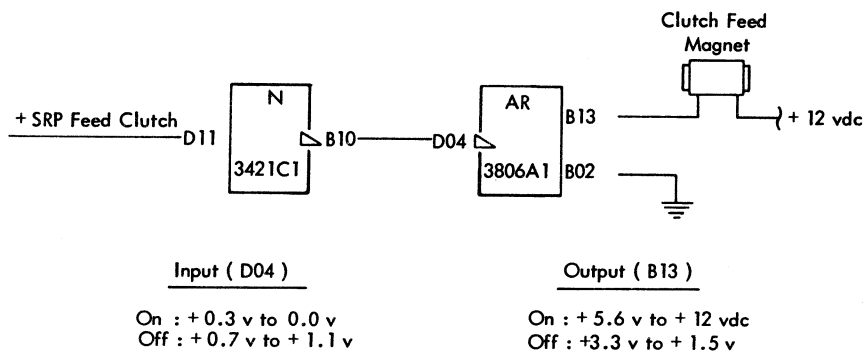 Clutch Feed
Magnet
N
AR
+ SRP Feed Clutch
D11
B10
D04
B13
+ 12 vdc
3421C1
3806A1
B02
Input ( D04 )
Output ( B13 )
On : + 0.3 v to 0.0 v
Off : + 0.7 v to + 1.1 v
On : + 5.6 v to + 12 vdc
Off : +3.3 v to + 1.5 v